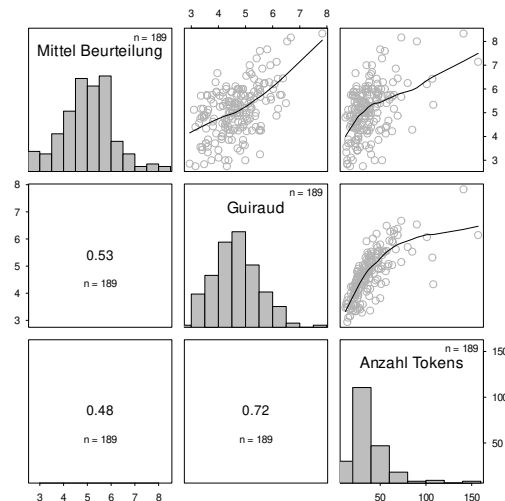 3 4 5 6 7 8
n = 189
Mittel Beurteilung
3 4 5 6 7 8
3 4 5 6 7 8
n = 189
Guiraud
0.53
n = 189
0.48
n = 189
0.72
n = 189
n = 189
Anzahl Tokens
50 100 150
3 4 5 6 7 8
50 100 150